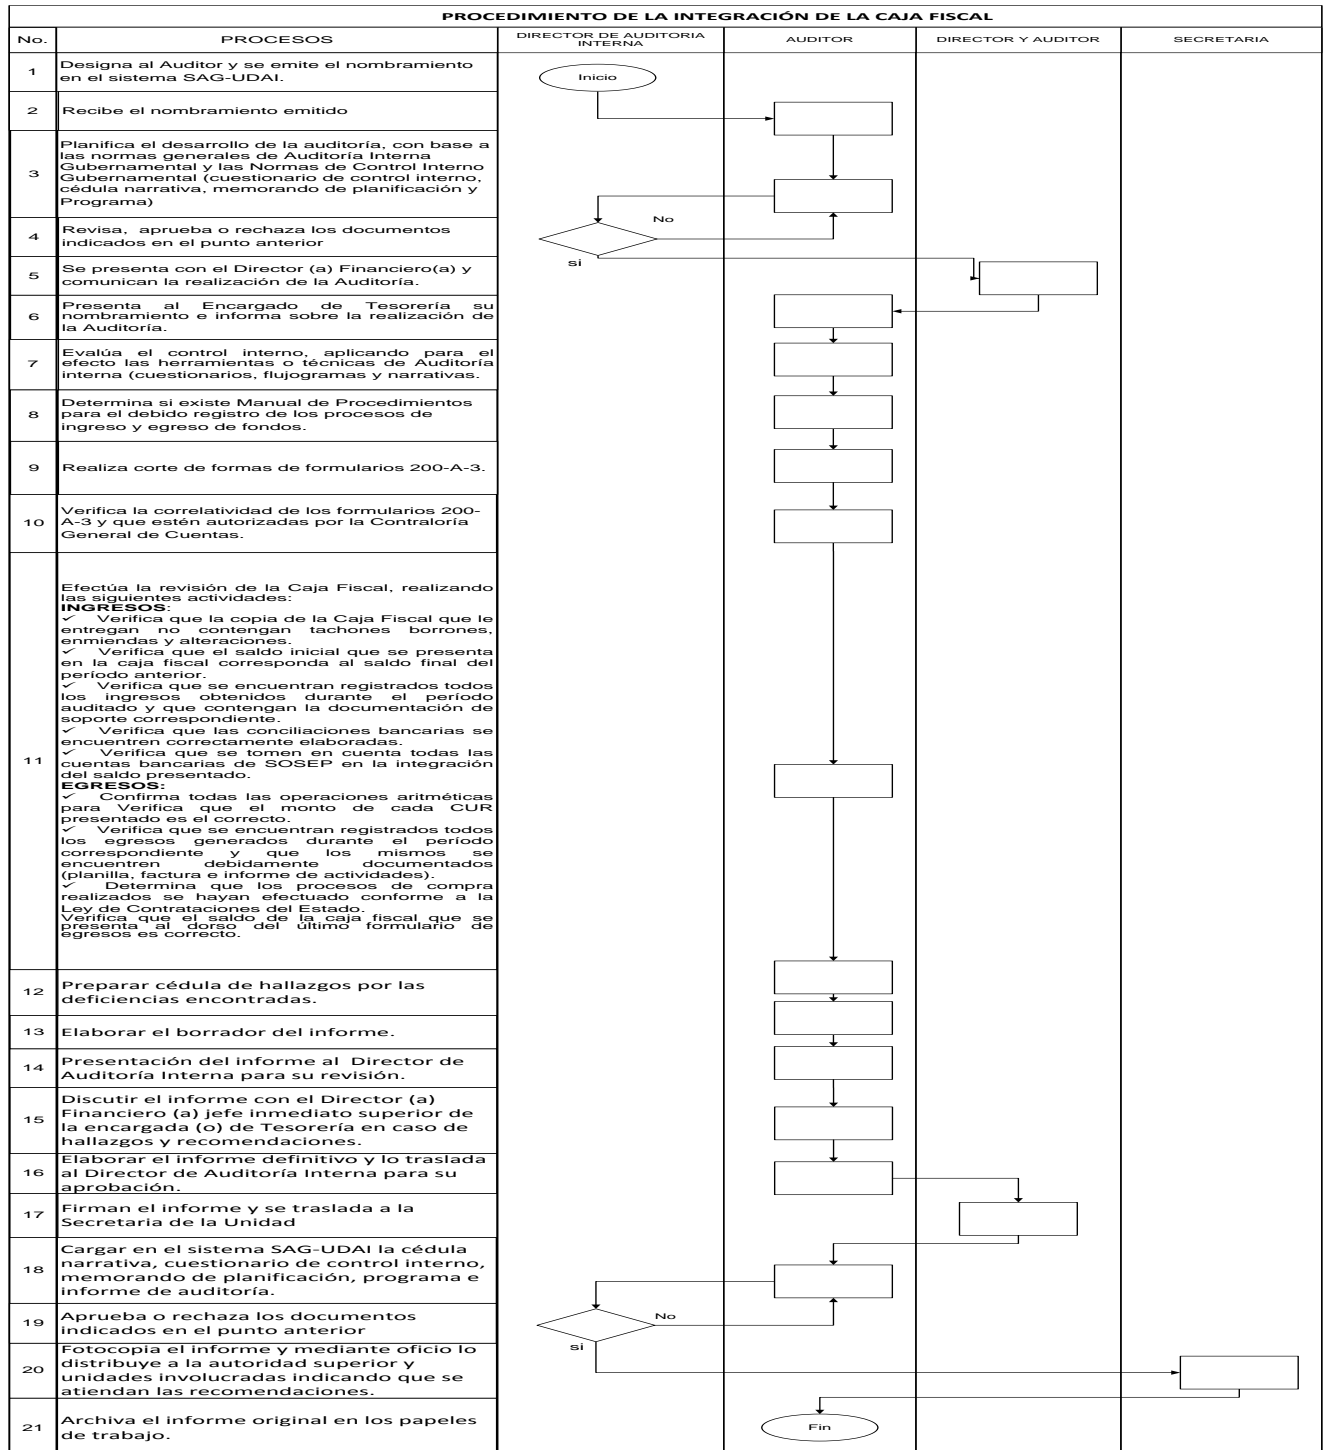 PROCEDIMIENTO DE LA INTEGRACIÓN DE LA CAJA FISCAL
No.
PROCESOS
DIRECTOR DE AUDITORIA
INTERNA
AUDITOR
DIRECTOR Y AUDITOR
SECRETARIA
1
Designa al Auditor y se emite el nombramiento
en el sistema SAG-UDAI.
Inicio
2
Recibe el nombramiento emitido
3
Planifica el desarrollo de la auditoría, con base a
las normas generales de Auditoría Interna
Gubernamental y las Normas de Control Interno
Gubernamental (cuestionario de control interno,
cédula narrativa, memorando de planificación y
Programa)
No
4
Revisa,  aprueba o rechaza los documentos
indicados en el punto anterior
si
5
Se presenta con el Director (a) Financiero(a) y
comunican la realización de la Auditoría.
6
Presenta al Encargado de Tesorería su
nombramiento e informa sobre la realización de
la Auditoría.
7
Evalúa el control interno, aplicando para el
efecto las herramientas o técnicas de Auditoría
interna (cuestionarios, flujogramas y narrativas.
8
Determina si existe Manual de Procedimientos
para el debido registro de los procesos de
ingreso y egreso de fondos.
9
Realiza corte de formas de formularios 200-A-3.
10
Verifica la correlatividad de los formularios 200-
A-3 y que estén autorizadas por la Contraloría
General de Cuentas.
11
Efectúa la revisión de la Caja Fiscal, realizando
las siguientes actividades:
INGRESOS:
✓ Verifica que la copia de la Caja Fiscal que le
entregan no contengan tachones borrones,
enmiendas y alteraciones.
✓ Verifica que el saldo inicial que se presenta
en la caja fiscal corresponda al saldo final del
período anterior.
✓ Verifica que se encuentran registrados todos
los ingresos obtenidos durante el período
auditado y que contengan la documentación de
soporte correspondiente.
✓ Verifica que las conciliaciones bancarias se
encuentren correctamente elaboradas.
✓ Verifica que se tomen en cuenta todas las
cuentas bancarias de SOSEP en la integración
del saldo presentado.
EGRESOS:
✓ Confirma todas las operaciones aritméticas
para Verifica que el monto de cada CUR
presentado es el correcto.
✓ Verifica que se encuentran registrados todos
los egresos generados durante el período
correspondiente y que los mismos se
encuentren debidamente documentados
(planilla, factura e informe de actividades).
✓ Determina que los procesos de compra
realizados se hayan efectuado conforme a la
Ley de Contrataciones del Estado.
Verifica que el saldo de la caja fiscal que se
presenta al dorso del último formulario de
egresos es correcto.
12
Preparar cédula de hallazgos por las
deficiencias encontradas.
13
Elaborar el borrador del informe.
14
Presentación del informe al  Director de
Auditoría Interna para su revisión.
15
Discutir el informe con el Director (a)
Financiero (a) jefe inmediato superior de
la encargada (o) de Tesorería en caso de
hallazgos y recomendaciones.
16
Elaborar el informe definitivo y lo traslada
al Director de Auditoría Interna para su
aprobación.
17
Firman el informe y se traslada a la
Secretaria de la Unidad
18
Cargar en el sistema SAG-UDAI la cédula
narrativa, cuestionario de control interno,
memorando de planificación, programa e
informe de auditoría.
19
Aprueba o rechaza los documentos
indicados en el punto anterior
No
si
20
Fotocopia el informe y mediante oficio lo
distribuye a la autoridad superior y
unidades involucradas indicando que se
atiendan las recomendaciones.
21
Archiva el informe original en los papeles
de trabajo.
Fin